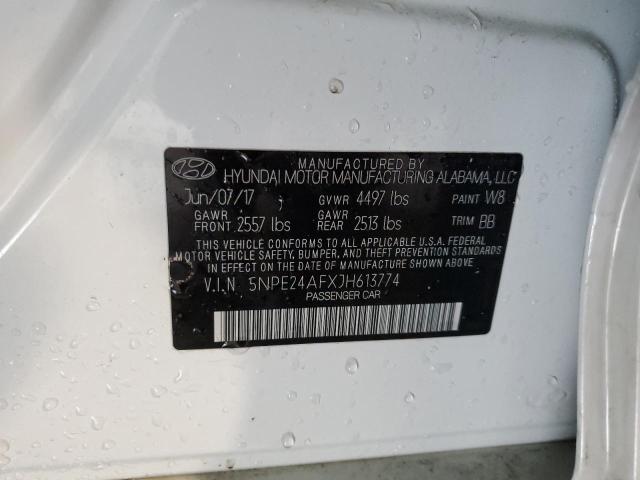 MANUFACTURED BY
HYUNDAI MOTOR MANUFACTURING ALABAMA, LLC
Jun/07/17 GVWR 4497 lbs PAINT W8
GAWR FRONT 2557 lbs GAWR REAR 2513 lbs TRIM BB
THIS VEHICLE CONFORMS TO ALL APPLICABLE U.S.A. FEDERAL
MOTOR VEHICLE SAFETY, BUMPER, AND THEFT PREVENTION STANDARDS
IN EFFECT ON THE DATE OF MANUFACTURE SHOWN ABOVE.
V.I.N. 5NPE24AFXJH613774
PASSENGER CAR